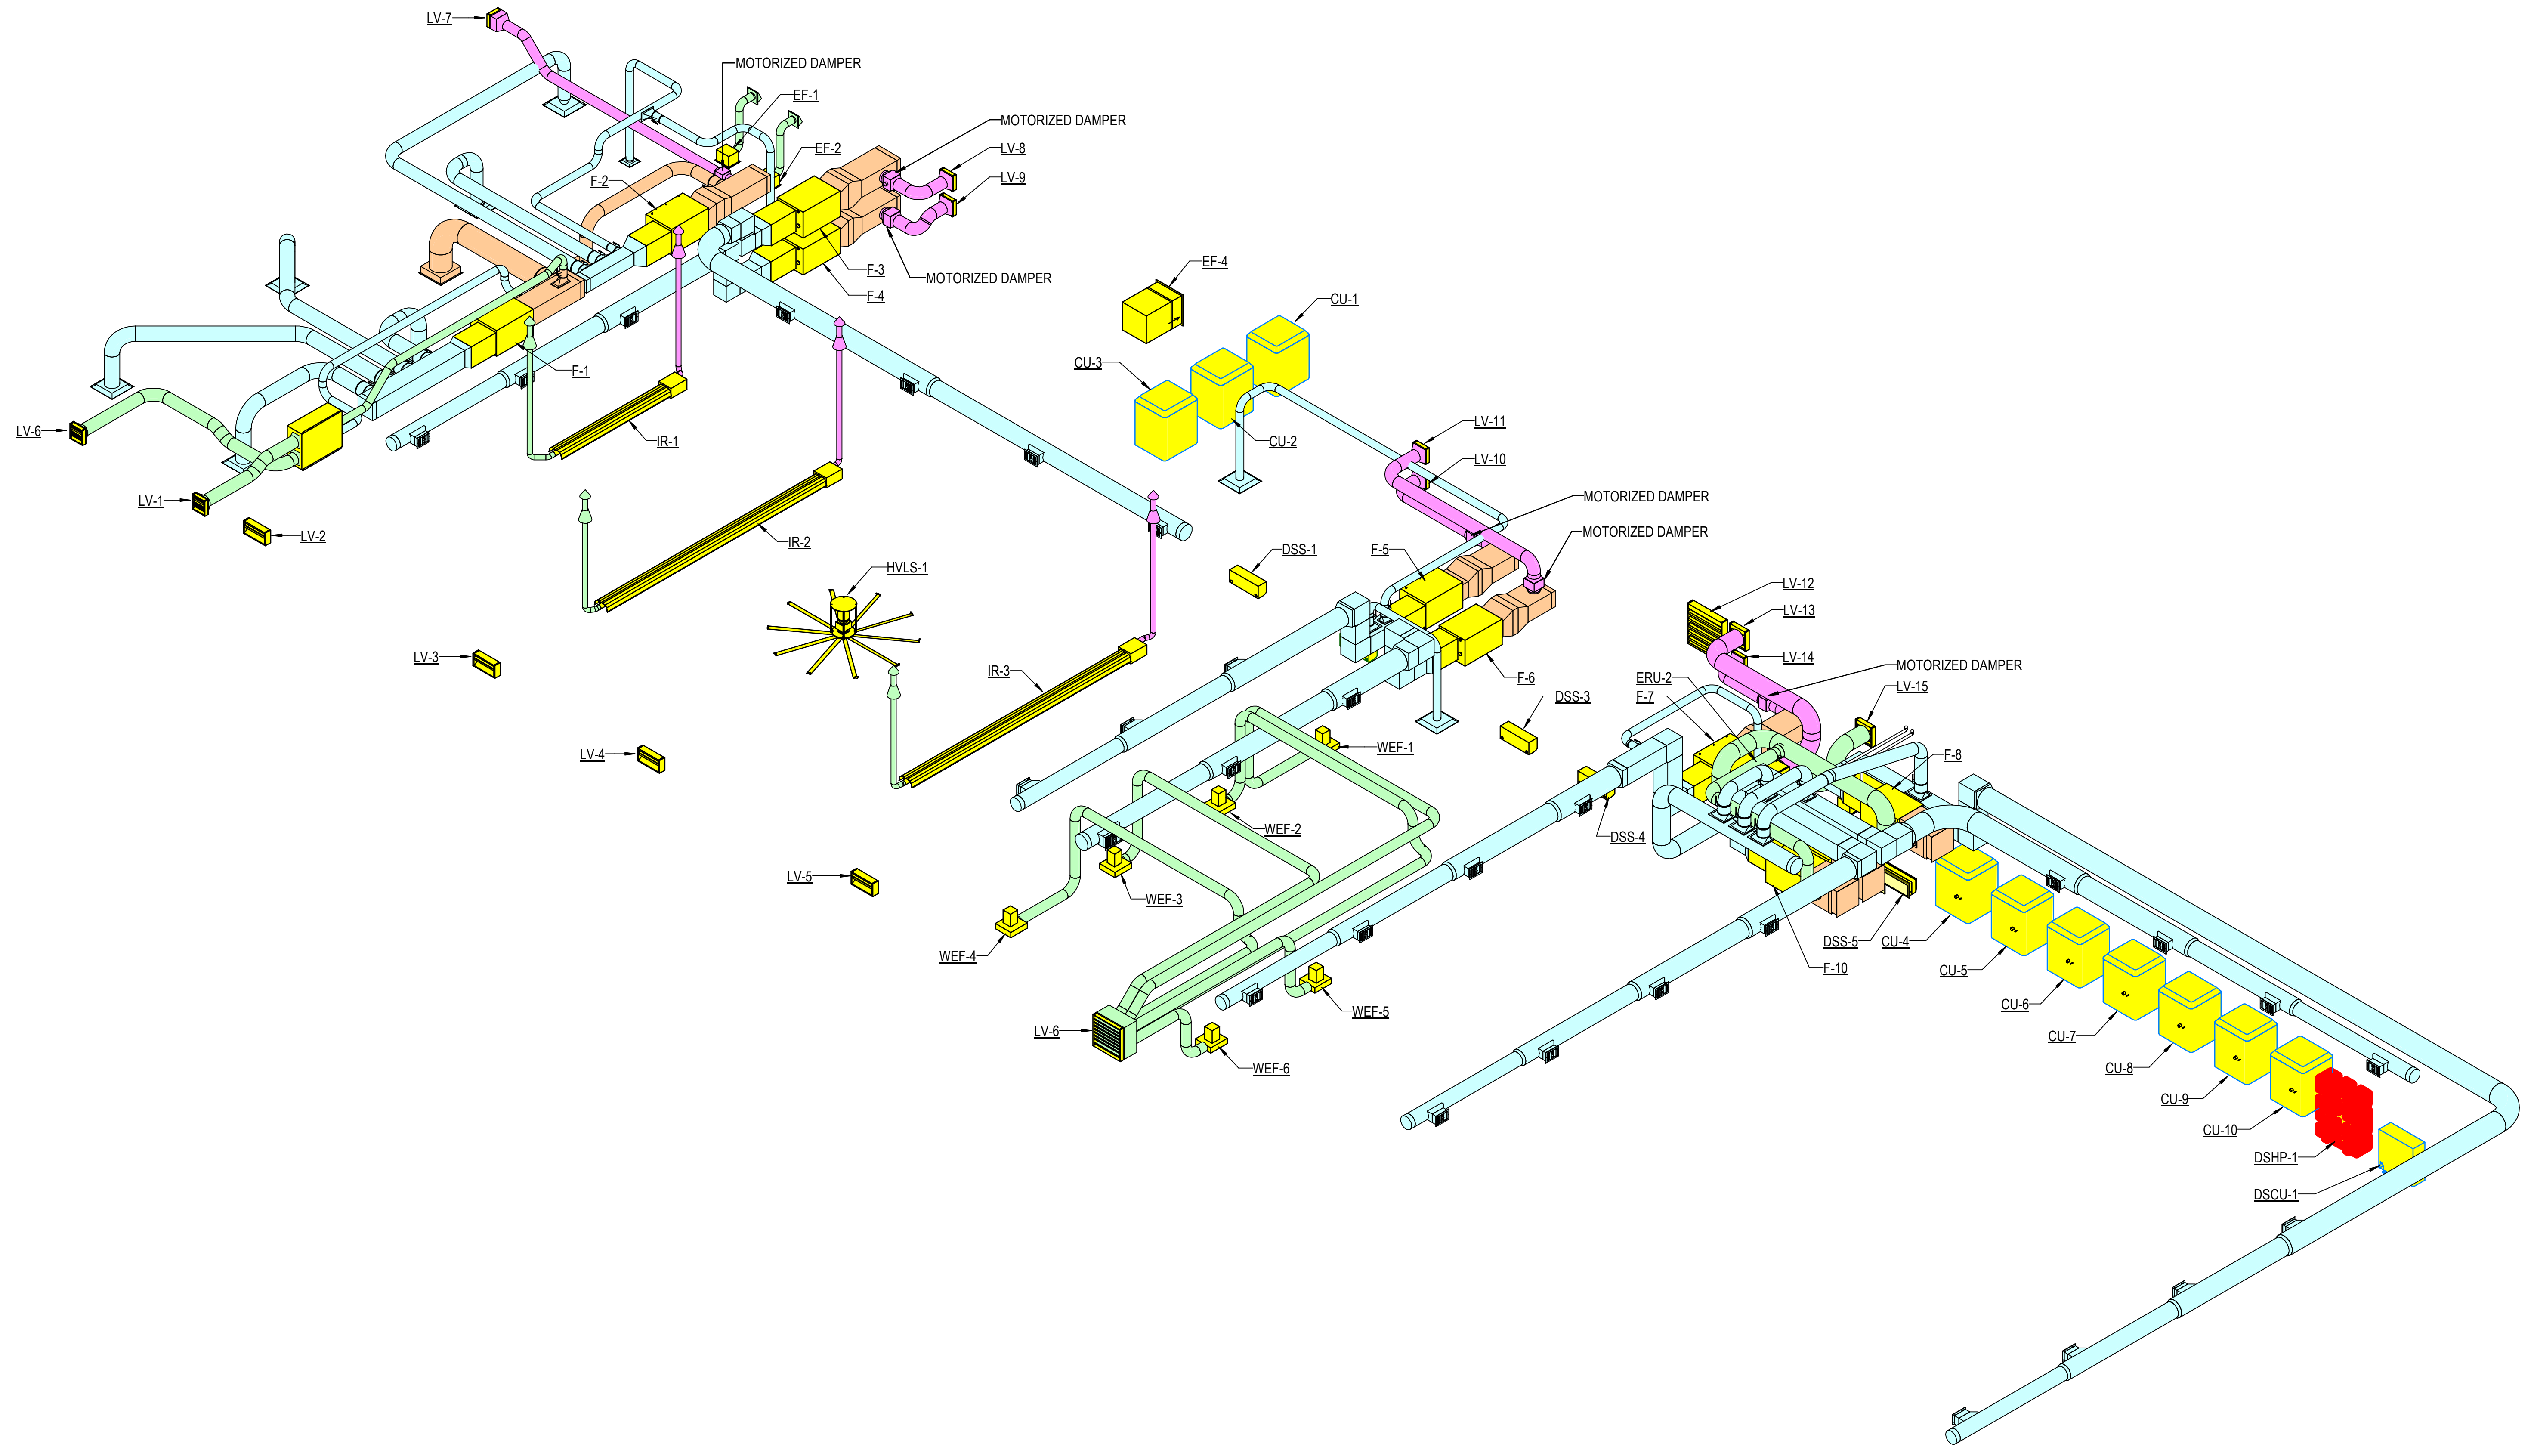 LV-7
MOTORIZED DAMPER
EF-1
MOTORIZED DAMPER
EF-2
LV-8
F-2
LV-9
F-3
MOTORIZED DAMPER
F-4
EF-4
CU-1
CU-3
F-1
LV-6
IR-1
CU-2
LV-11
LV-10
LV-1
MOTORIZED DAMPER
LV-2
IR-2
MOTORIZED DAMPER
DSS-1
F-5
HVLS-1
LV-12
LV-13
LV-3
LV-14
IR-3
F-6
ERU-2
MOTORIZED DAMPER
LV-15
F-7
DSS-3
LV-4
WEF-1
F-8
WEF-2
DSS-4
LV-5
WEF-3
WEF-4
DSS-5
CU-4
F-10
CU-5
CU-6
WEF-5
LV-6
CU-7
WEF-6
CU-8
CU-9
CU-10
DSHP-1
DSCU-1